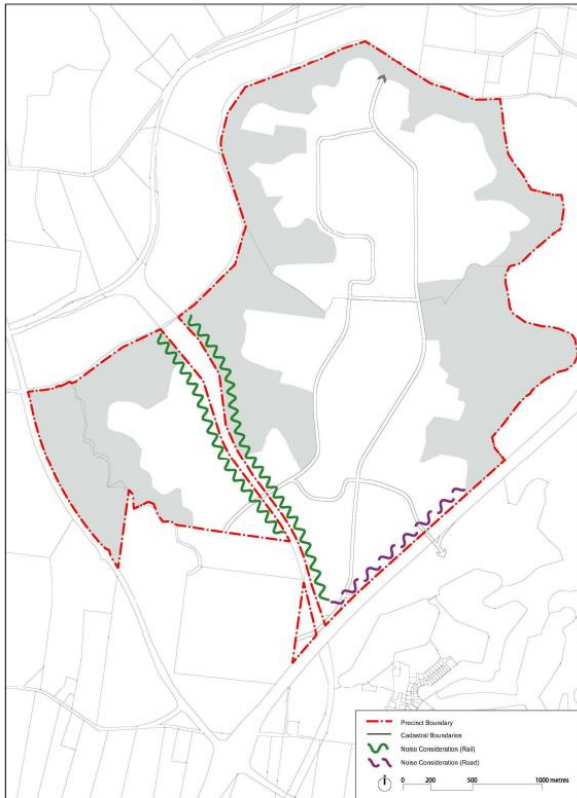 Precinct Boundary
Cadastral Boundaries
Noise Consideration (Rail)
Noise Consideration (Road)
0 200 500 1000 metres